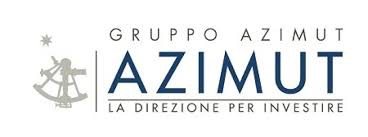 GRUPPO AZIMUT
AZIMUT
LA DIREZIONE PER INVESTIRE